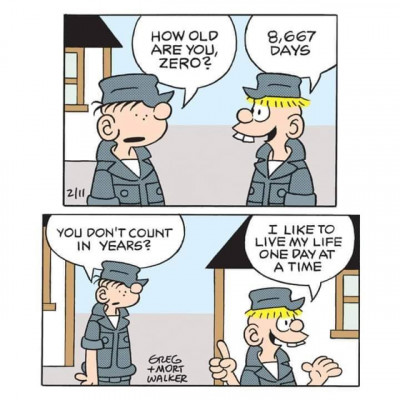 HOW OLD
ARE YOU,
ZERO?
8,667
DAYS
2/11
YOU DON'T COUNT
IN YEARS?
I LIKE TO
LIVE MY LIFE
ONE DAY AT
A TIME
GREG
+MORT
WALKER